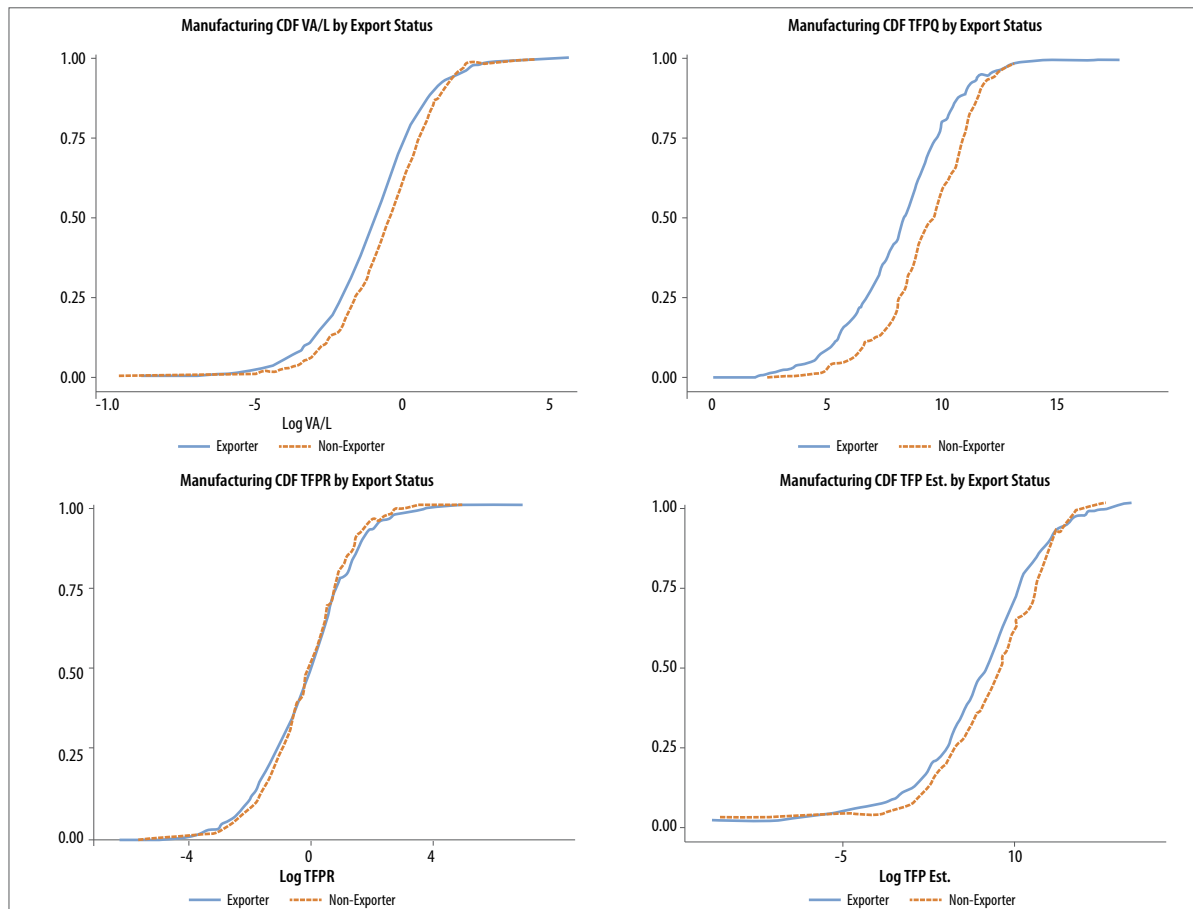 Manufacturing CDF VA/L by Export Status
1.00
0.75
0.50
0.25
0.00
-1.0
-5
0
5
Log VA/L
Exporter
Non-Exporter
Manufacturing CDF TFPQ by Export Status
1.00
0.75
0.50
0.25
0.00
0
5
10
15
Exporter
Non-Exporter
Manufacturing CDF TFPR by Export Status
1.00
0.75
0.50
0.25
0.00
-4
0
4
Log TFPR
Exporter
Non-Exporter
Manufacturing CDF TFP Est. by Export Status
1.00
0.75
0.50
0.25
0.00
-5
10
Log TFP Est.
Exporter
Non-Exporter